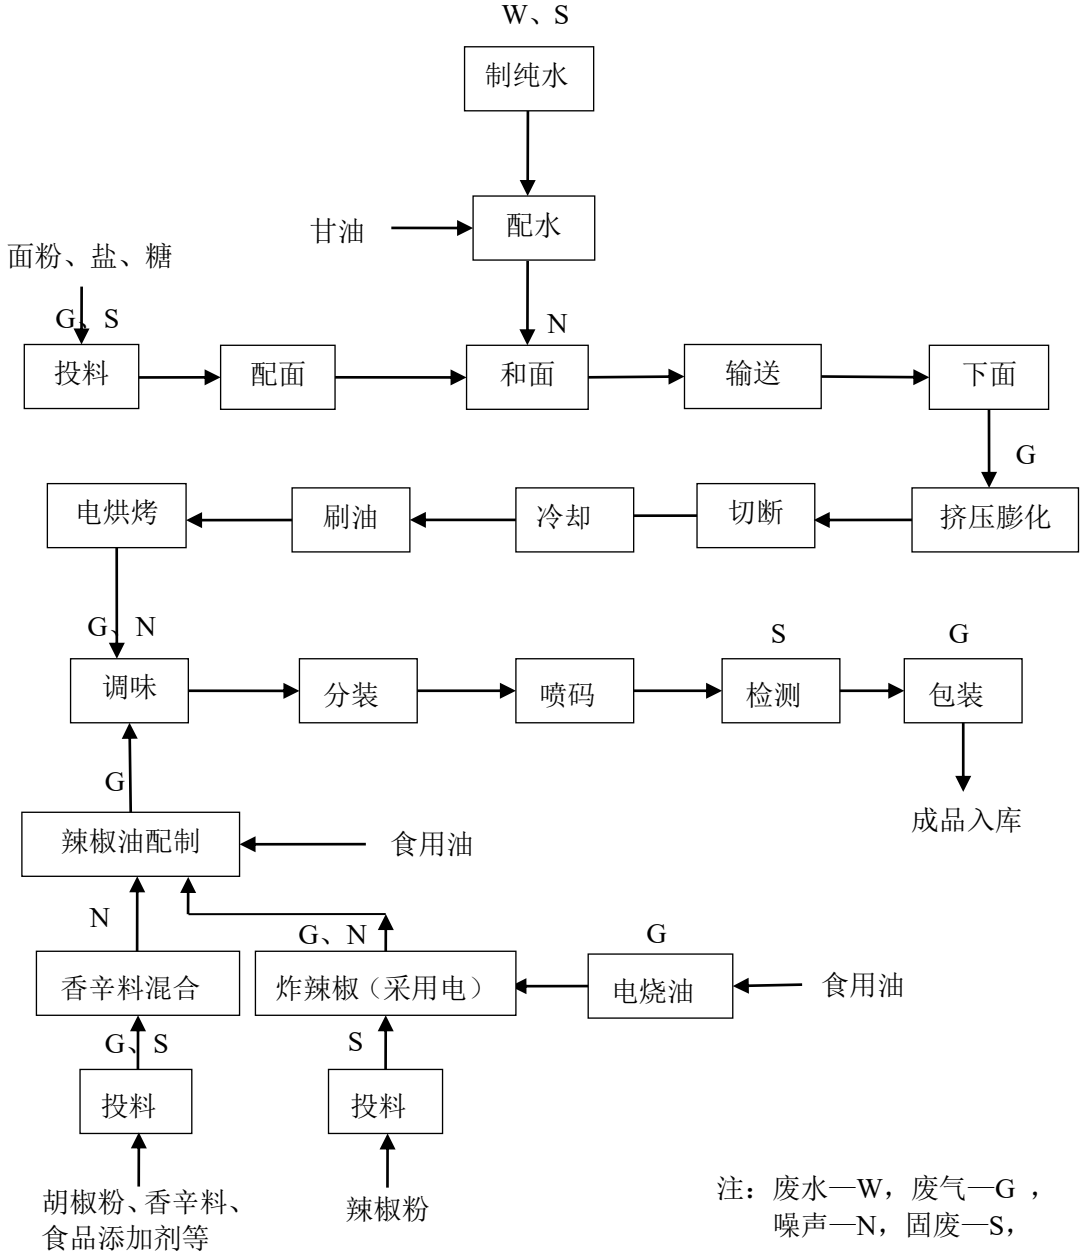 W、S
制纯水
甘油
配水
面粉、盐、糖
G、S
N
投料
配面
和面
输送
下面
G
电烘烤
刷油
冷却
切断
挤压膨化
G、N
S
G
调味
分装
喷码
检测
包装
G
成品入库
辣椒油配制
食用油
N
G、N
G
香辛料混合
炸辣椒（采用电）
电烧油
食用油
G、S
S
投料
投料
胡椒粉、香辛料、
食品添加剂等
辣椒粉
注：废水—W，废气—G ，
噪声—N，固废—S，